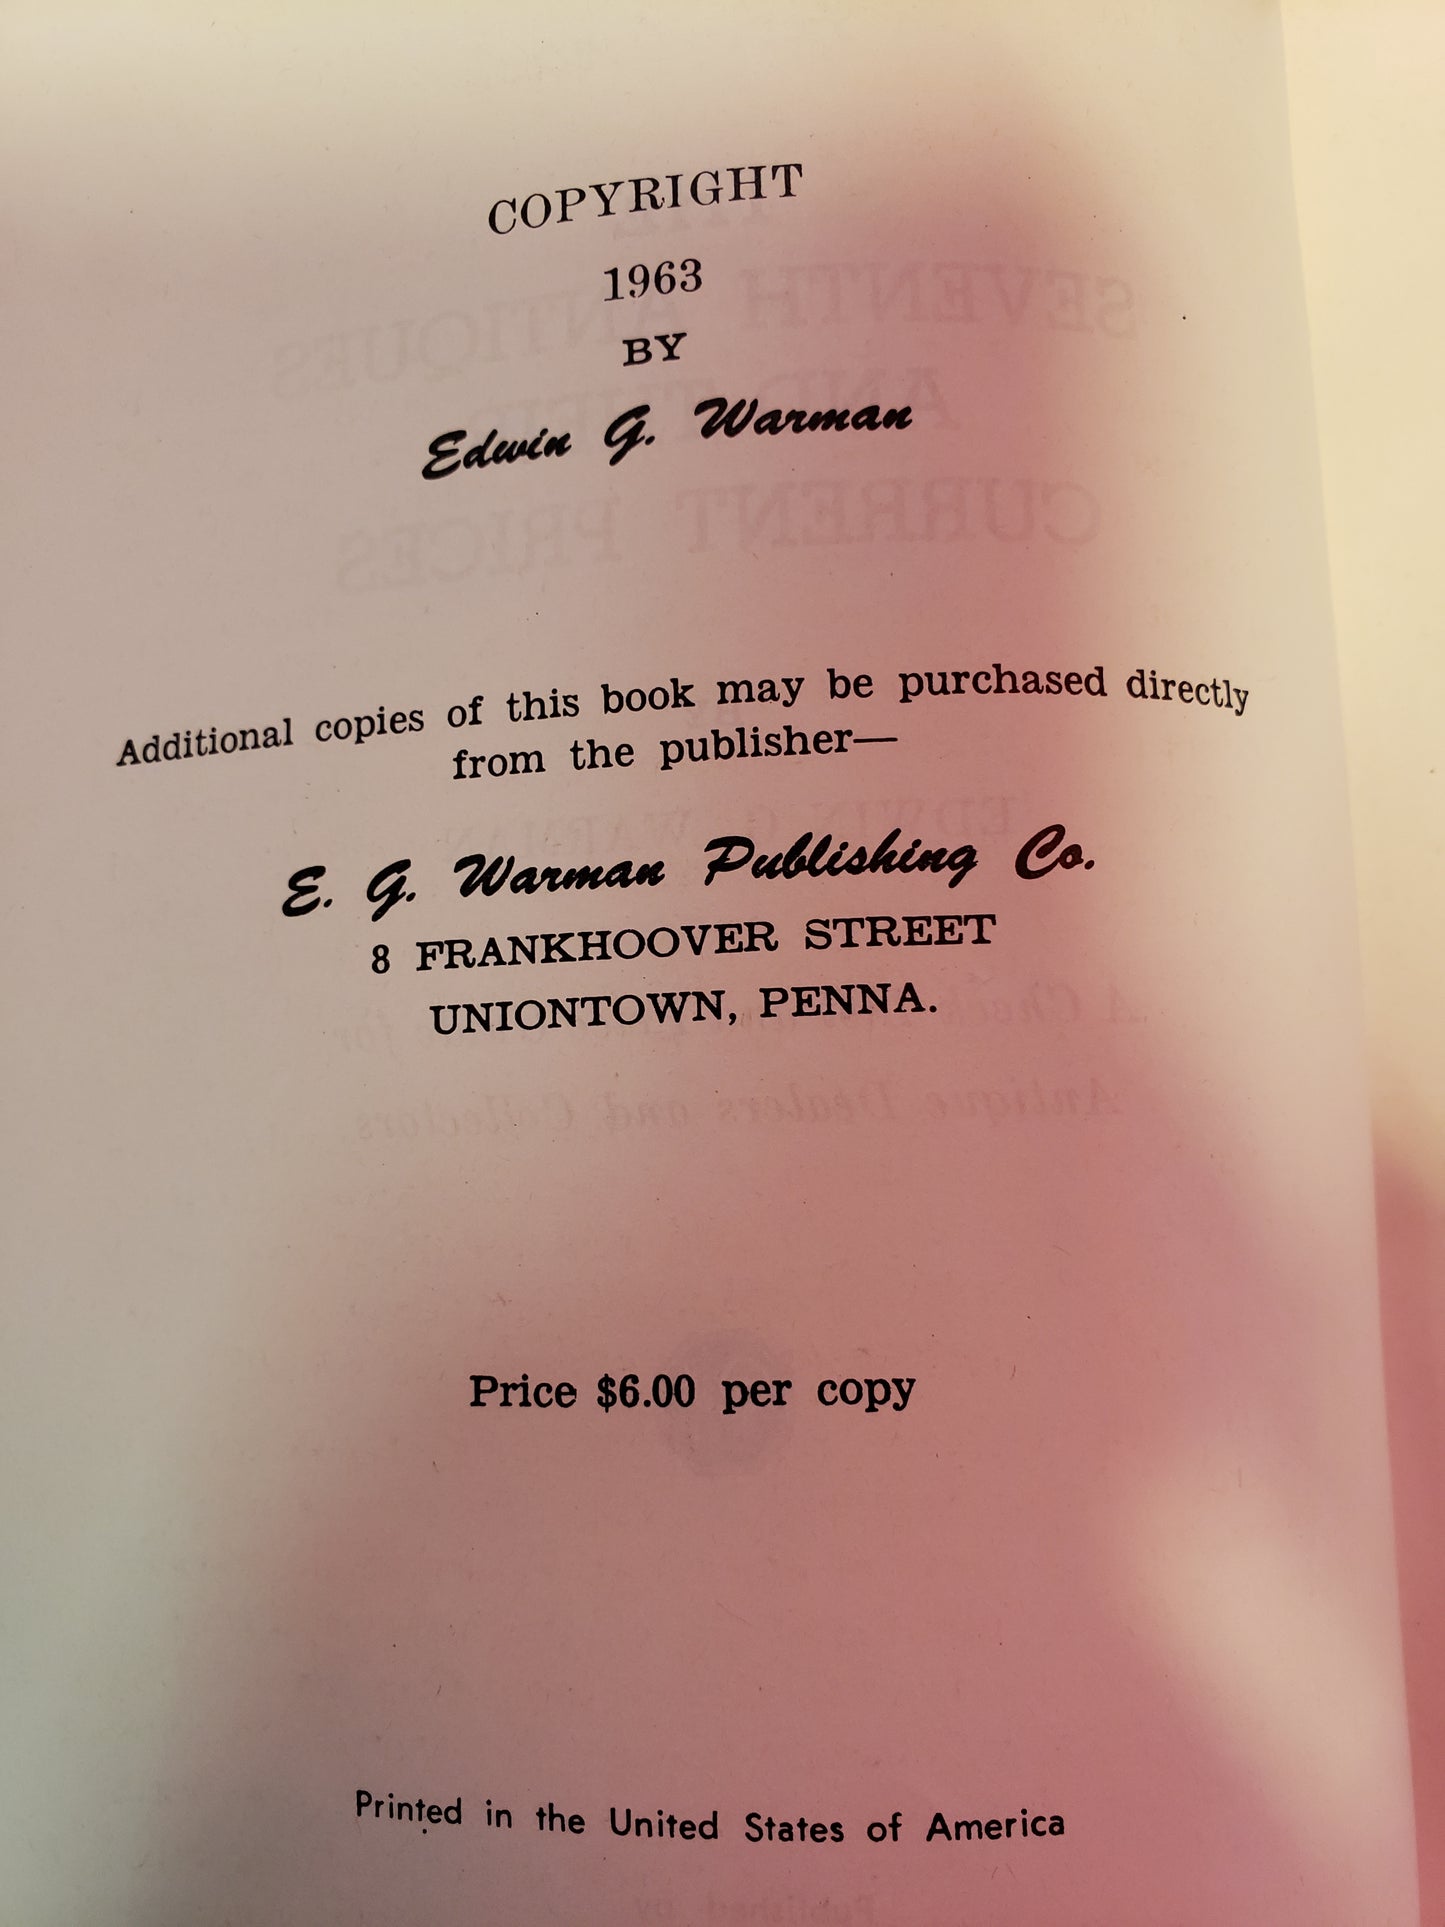 COPYRIGHT
1963
BY
Edwin G. Warman
Additional copies of this book may be purchased directly
from the publisher—
E. G. Warman Publishing Co.
8 FRANKHOOVER STREET
UNIONTOWN, PENNA.
Price $6.00 per copy
Printed in the United States of America